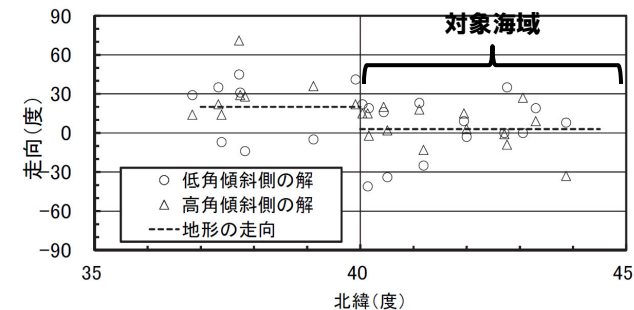 対象海域
90
60
30
0
-30
-60
-90
走向(度)
○ 低角傾斜側の解
△ 高角傾斜側の解
----- 地形の走向
35
40
45
北緯(度)